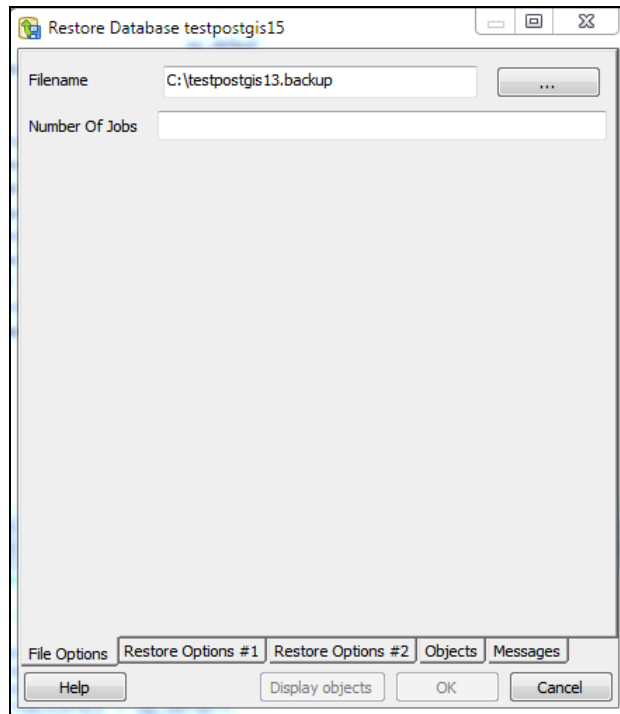 Restore Database testpostgis15
Filename C:\testpostgis13.backup ...
Number Of Jobs
File Options Restore Options #1 Restore Options #2 Objects Messages
Help Display objects OK Cancel